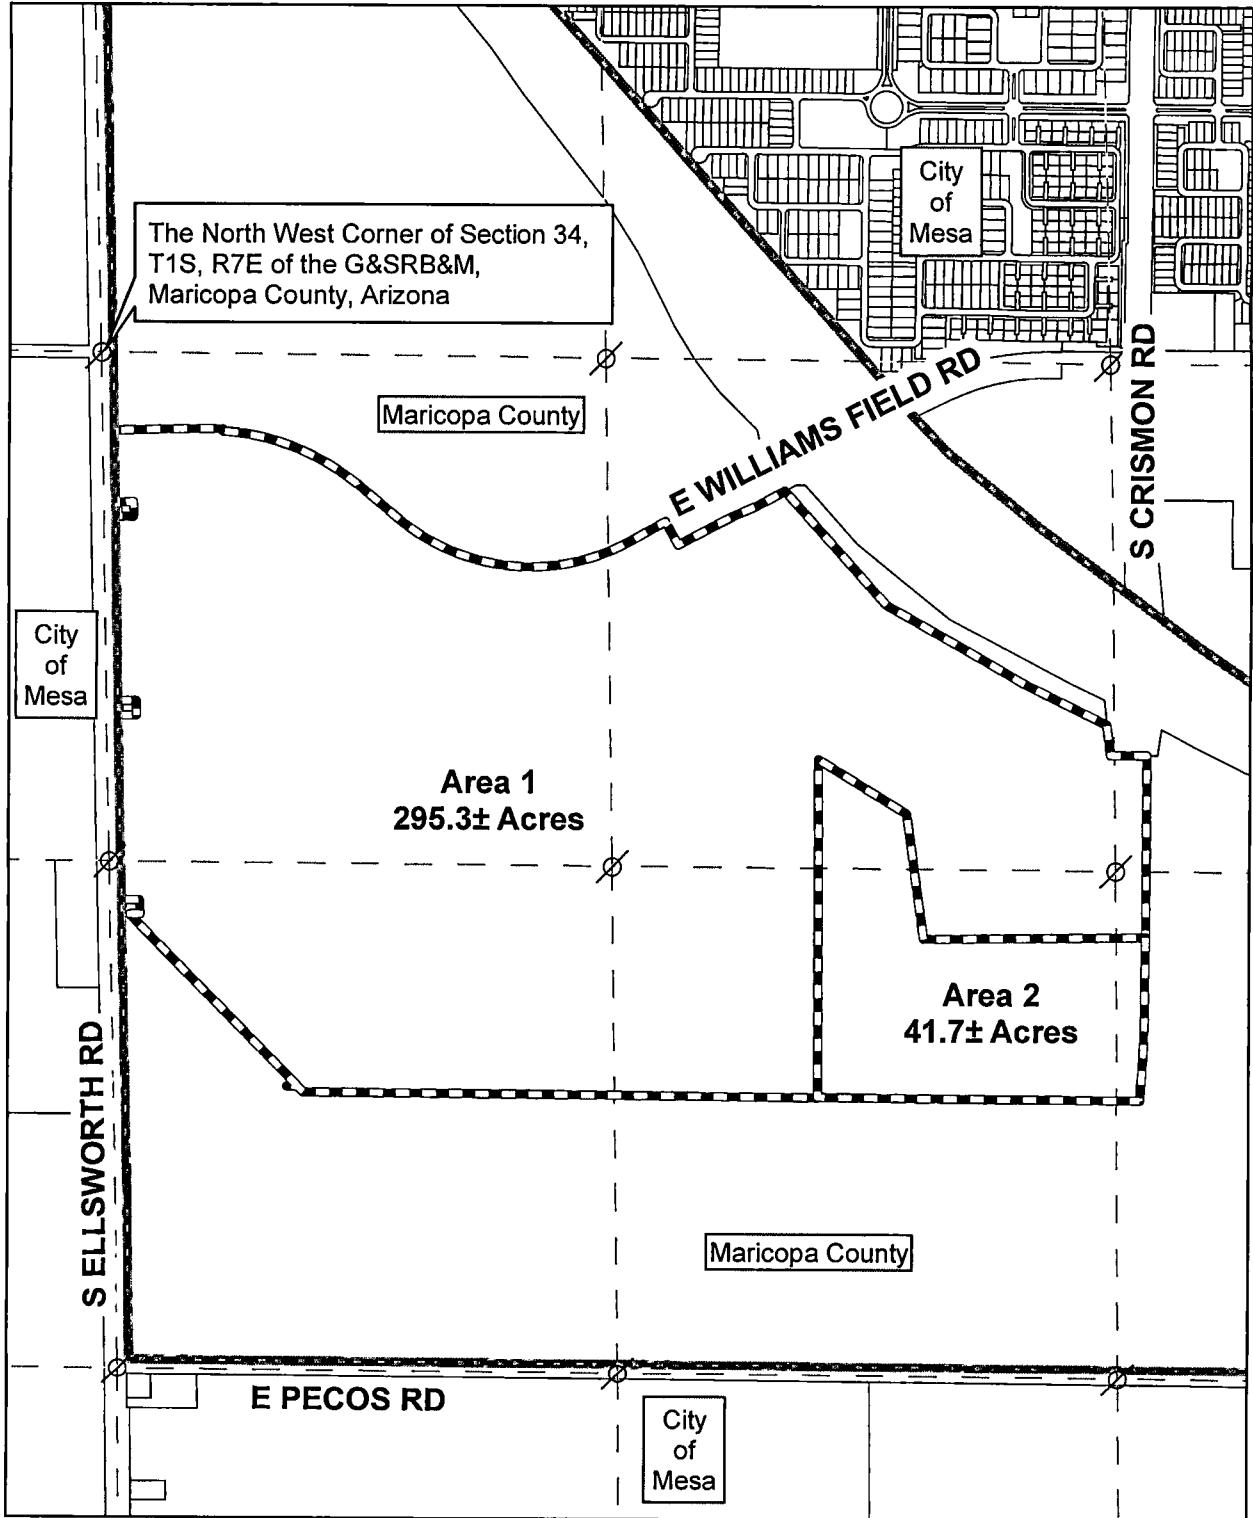 City
of
Mesa
The North West Corner of Section 34,
T1S, R7E of the G&SRB&M,
Maricopa County, Arizona
Maricopa County
E WILLIAMS FIELD RD
S CRISMON RD
City
of
Mesa
Area 1
295.3± Acres
Area 2
41.7± Acres
S ELLSWORTH RD
Maricopa County
E PECOS RD
City
of
Mesa